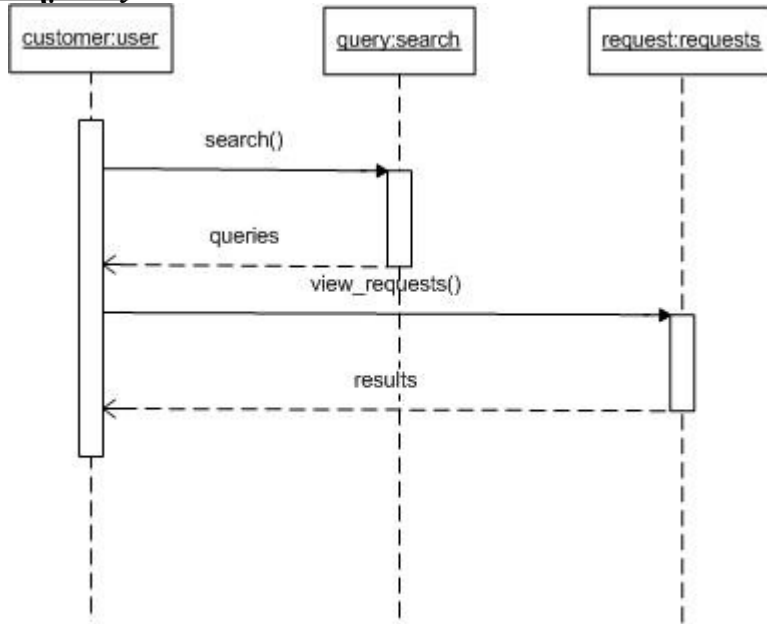 customer:user
query:search
request:requests
search()
queries
view_requests()
results